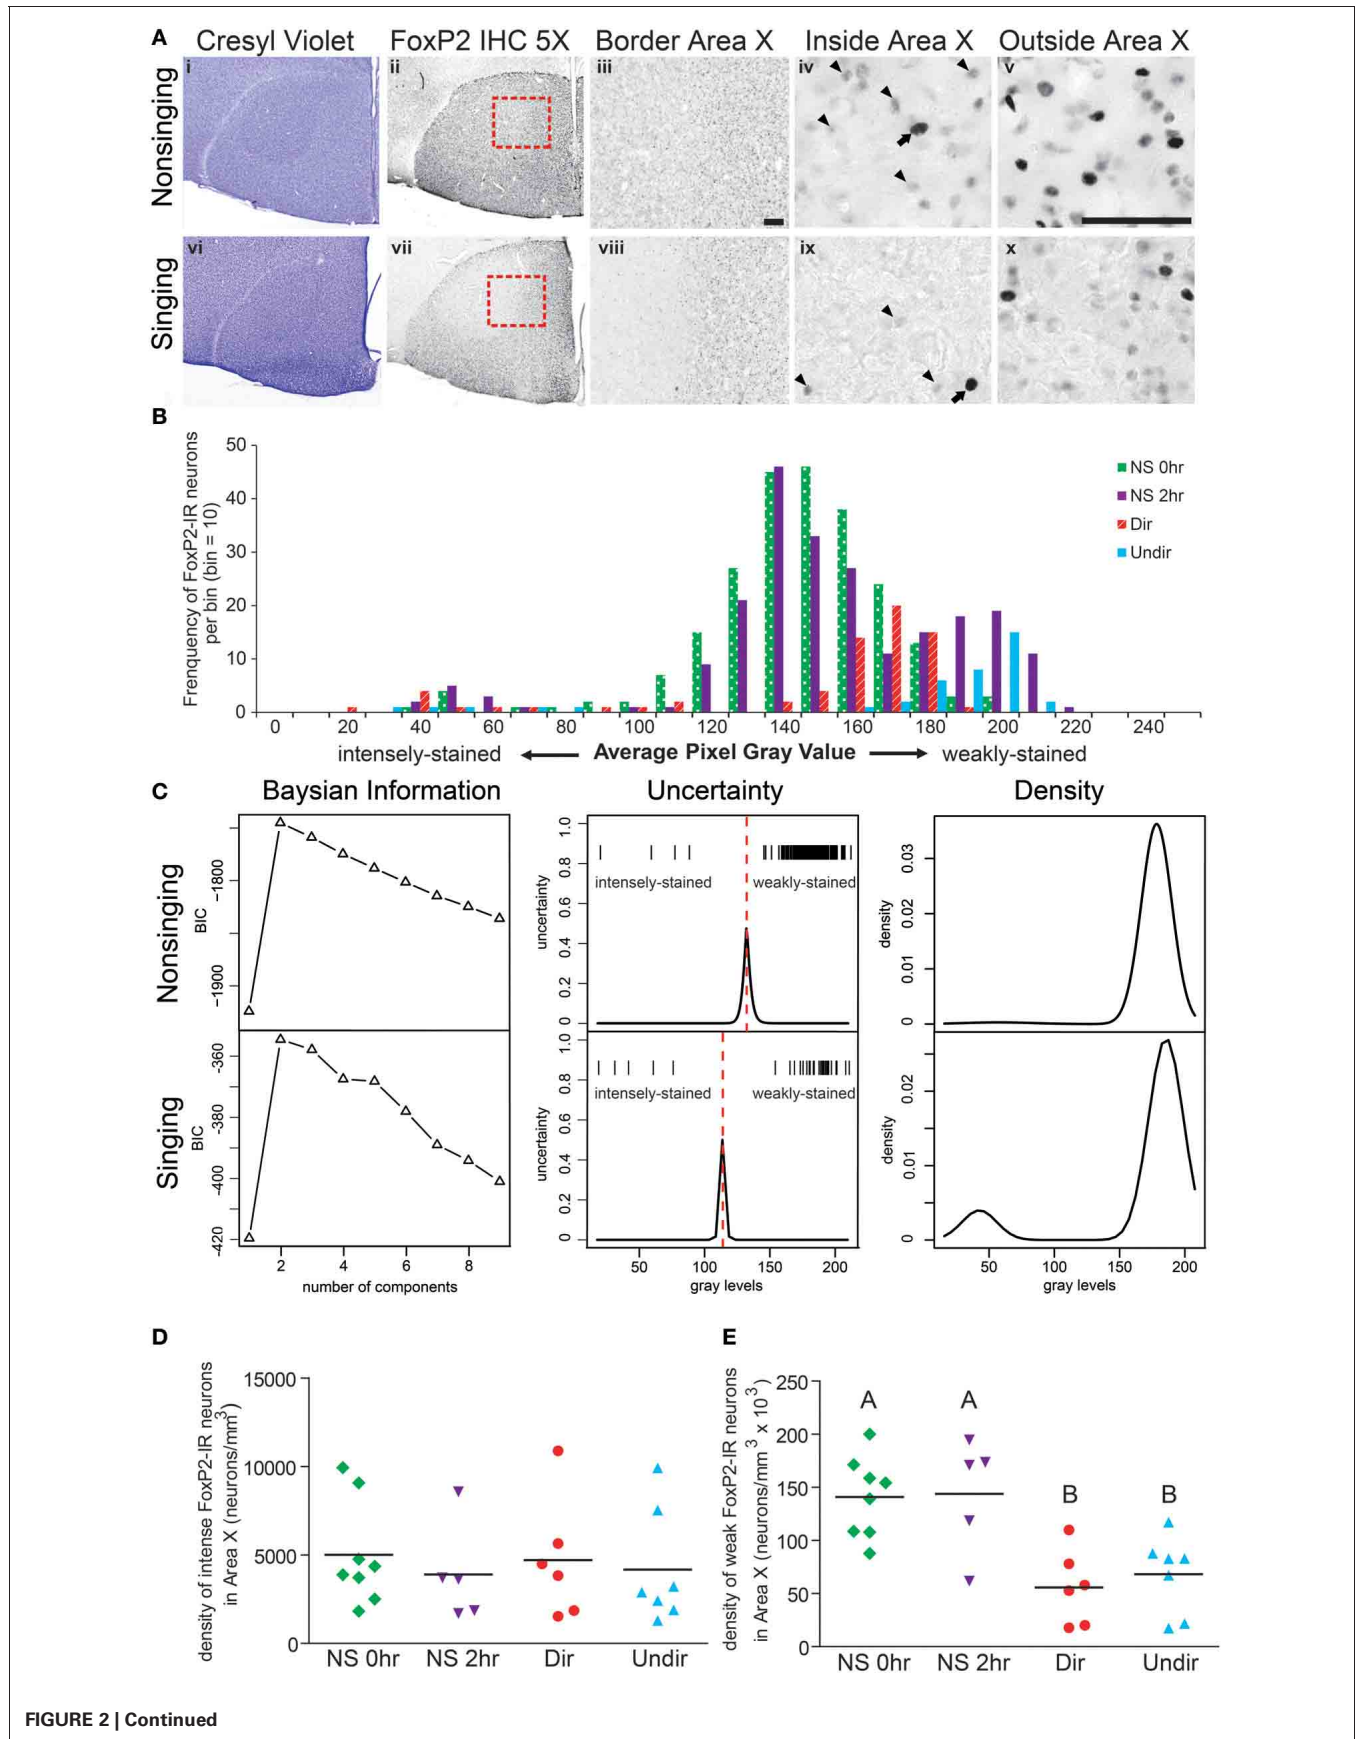 A
Cresyl Violet FoxP2 IHC 5X Border Area X Inside Area X Outside Area X
Nonsinging
i ii iii iv v
Singing
vi vii viii ix x
B
Frenquency of FoxP2-IR neurons
per bin (bin = 10)
50
40
30
20
10
0
NS 0hr
NS 2hr
Dir
Undir
0 20 40 60 80 100 120 140 160 180 200 220 240
intensely-stained Average Pixel Gray Value weakly-stained
C
Baysian Information Uncertainty Density
Nonsinging
BIC
-1800
-1900
uncertainty
1.0
0.8
0.6
0.4
0.2
0
intensely-stained weakly-stained
density
0.03
0.02
0.01
0
Singing
BIC
-360
-380
-400
-420
2 4 6 8
number of components
uncertainty
1.0
0.8
0.6
0.4
0.2
0
intensely-stained weakly-stained
50 100 150 200
gray levels
density
0.02
0.01
0
50 100 150 200
gray levels
D
density of intense FoxP2-IR neurons
in Area X (neurons/mm3)
15000
10000
5000
0
NS 0hr NS 2hr Dir Undir
E
density of weak FoxP2-IR neurons
in Area X (neurons/mm3 x 103)
250
200
150
100
50
0
A A B B
NS 0hr NS 2hr Dir Undir
FIGURE 2 | Continued